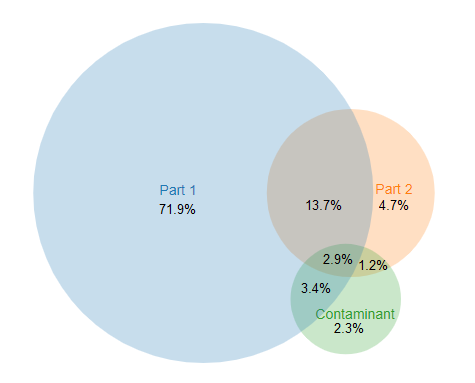 Part 1
71.9%
Part 2
13.7%
4.7%
2.9%
1.2%
3.4%
Contaminant
2.3%